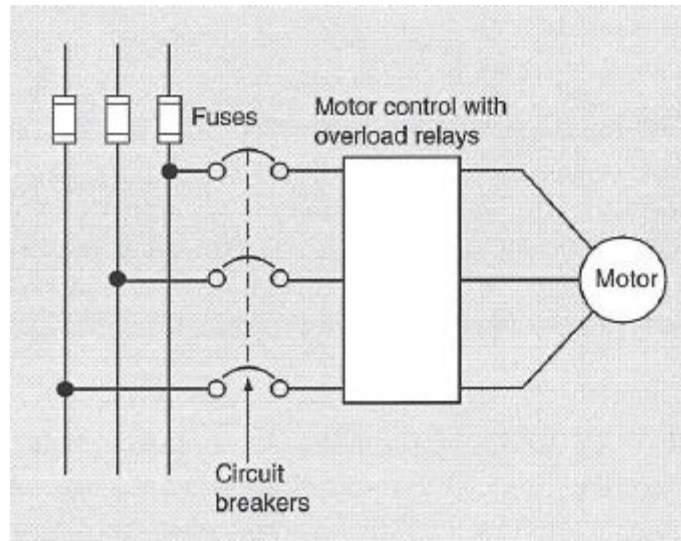 Fuses
Motor control with
overload relays
Motor
Circuit
breakers